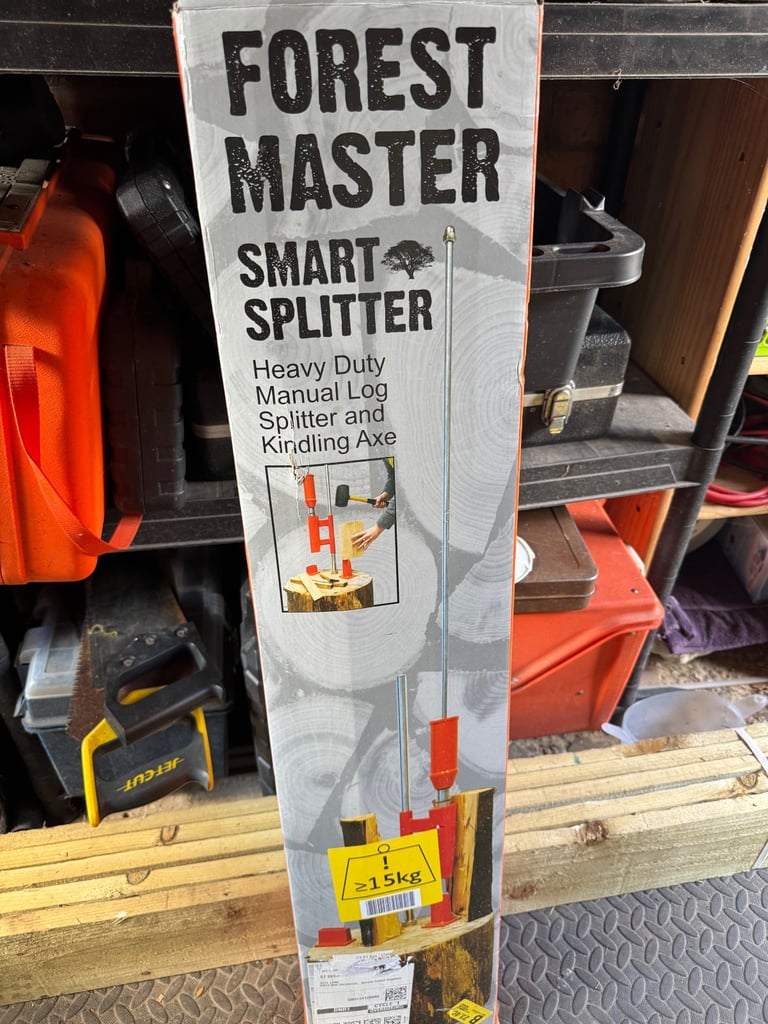 FOREST
MASTER
SMART
SPLITTER
Heavy Duty
Manual Log
Splitter and
Kindling Axe
JETCUT
!
≥15kg